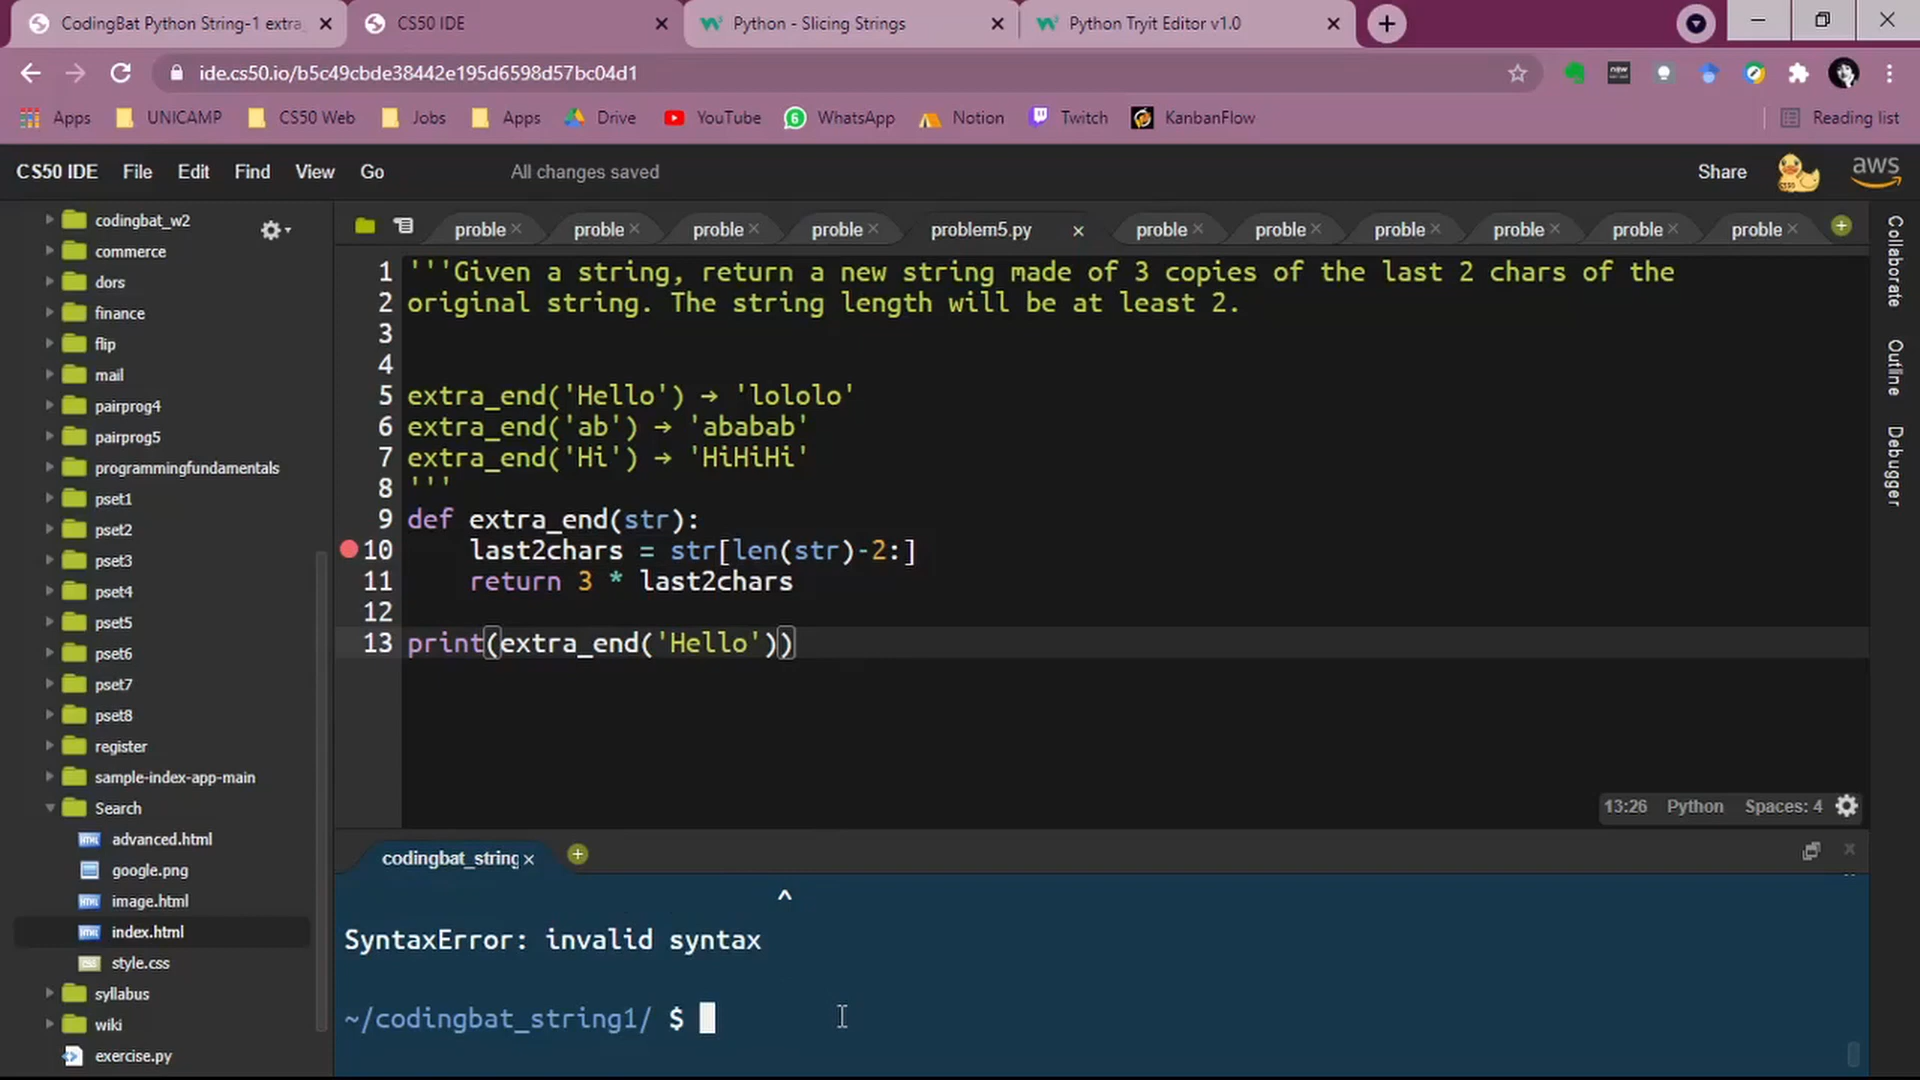 CodingBat Python String-1 extra
CS50 IDE
Python - Slicing Strings
Python Tryit Editor v1.0
ide.cs50.io/b5c49cbde38442e195d6598d57bc04d1
Apps
UNICAMP
CS50 Web
Jobs
Apps
Drive
YouTube
6
WhatsApp
Notion
Twitch
KanbanFlow
Reading list
CS50 IDE
File
Edit
Find
View
Go
All changes saved
Share
aws
codingbat_w2
commerce
dors
finance
flip
mail
pairprog4
pairprog5
programmingfundamentals
pset1
pset2
pset3
pset4
pset5
pset6
pset7
pset8
register
sample-index-app-main
Search
advanced.html
google.png
image.html
index.html
style.css
syllabus
wiki
exercise.py
proble
proble
proble
proble
problem5.py
proble
proble
proble
proble
proble
proble
1 '''Given a string, return a new string made of 3 copies of the last 2 chars of the
2 original string. The string length will be at least 2.
3
4
5 extra_end('Hello') → 'lololo'
6 extra_end('ab') → 'ababab'
7 extra_end('Hi') → 'HiHiHi'
8 '''
9 def extra_end(str):
10     last2chars = str[len(str)-2:]
11     return 3 * last2chars
12
13 print(extra_end('Hello'))
13:26 Python Spaces: 4
Collaborate
Outline
Debugger
codingbat_string
^
SyntaxError: invalid syntax
~/codingbat_string1/ $